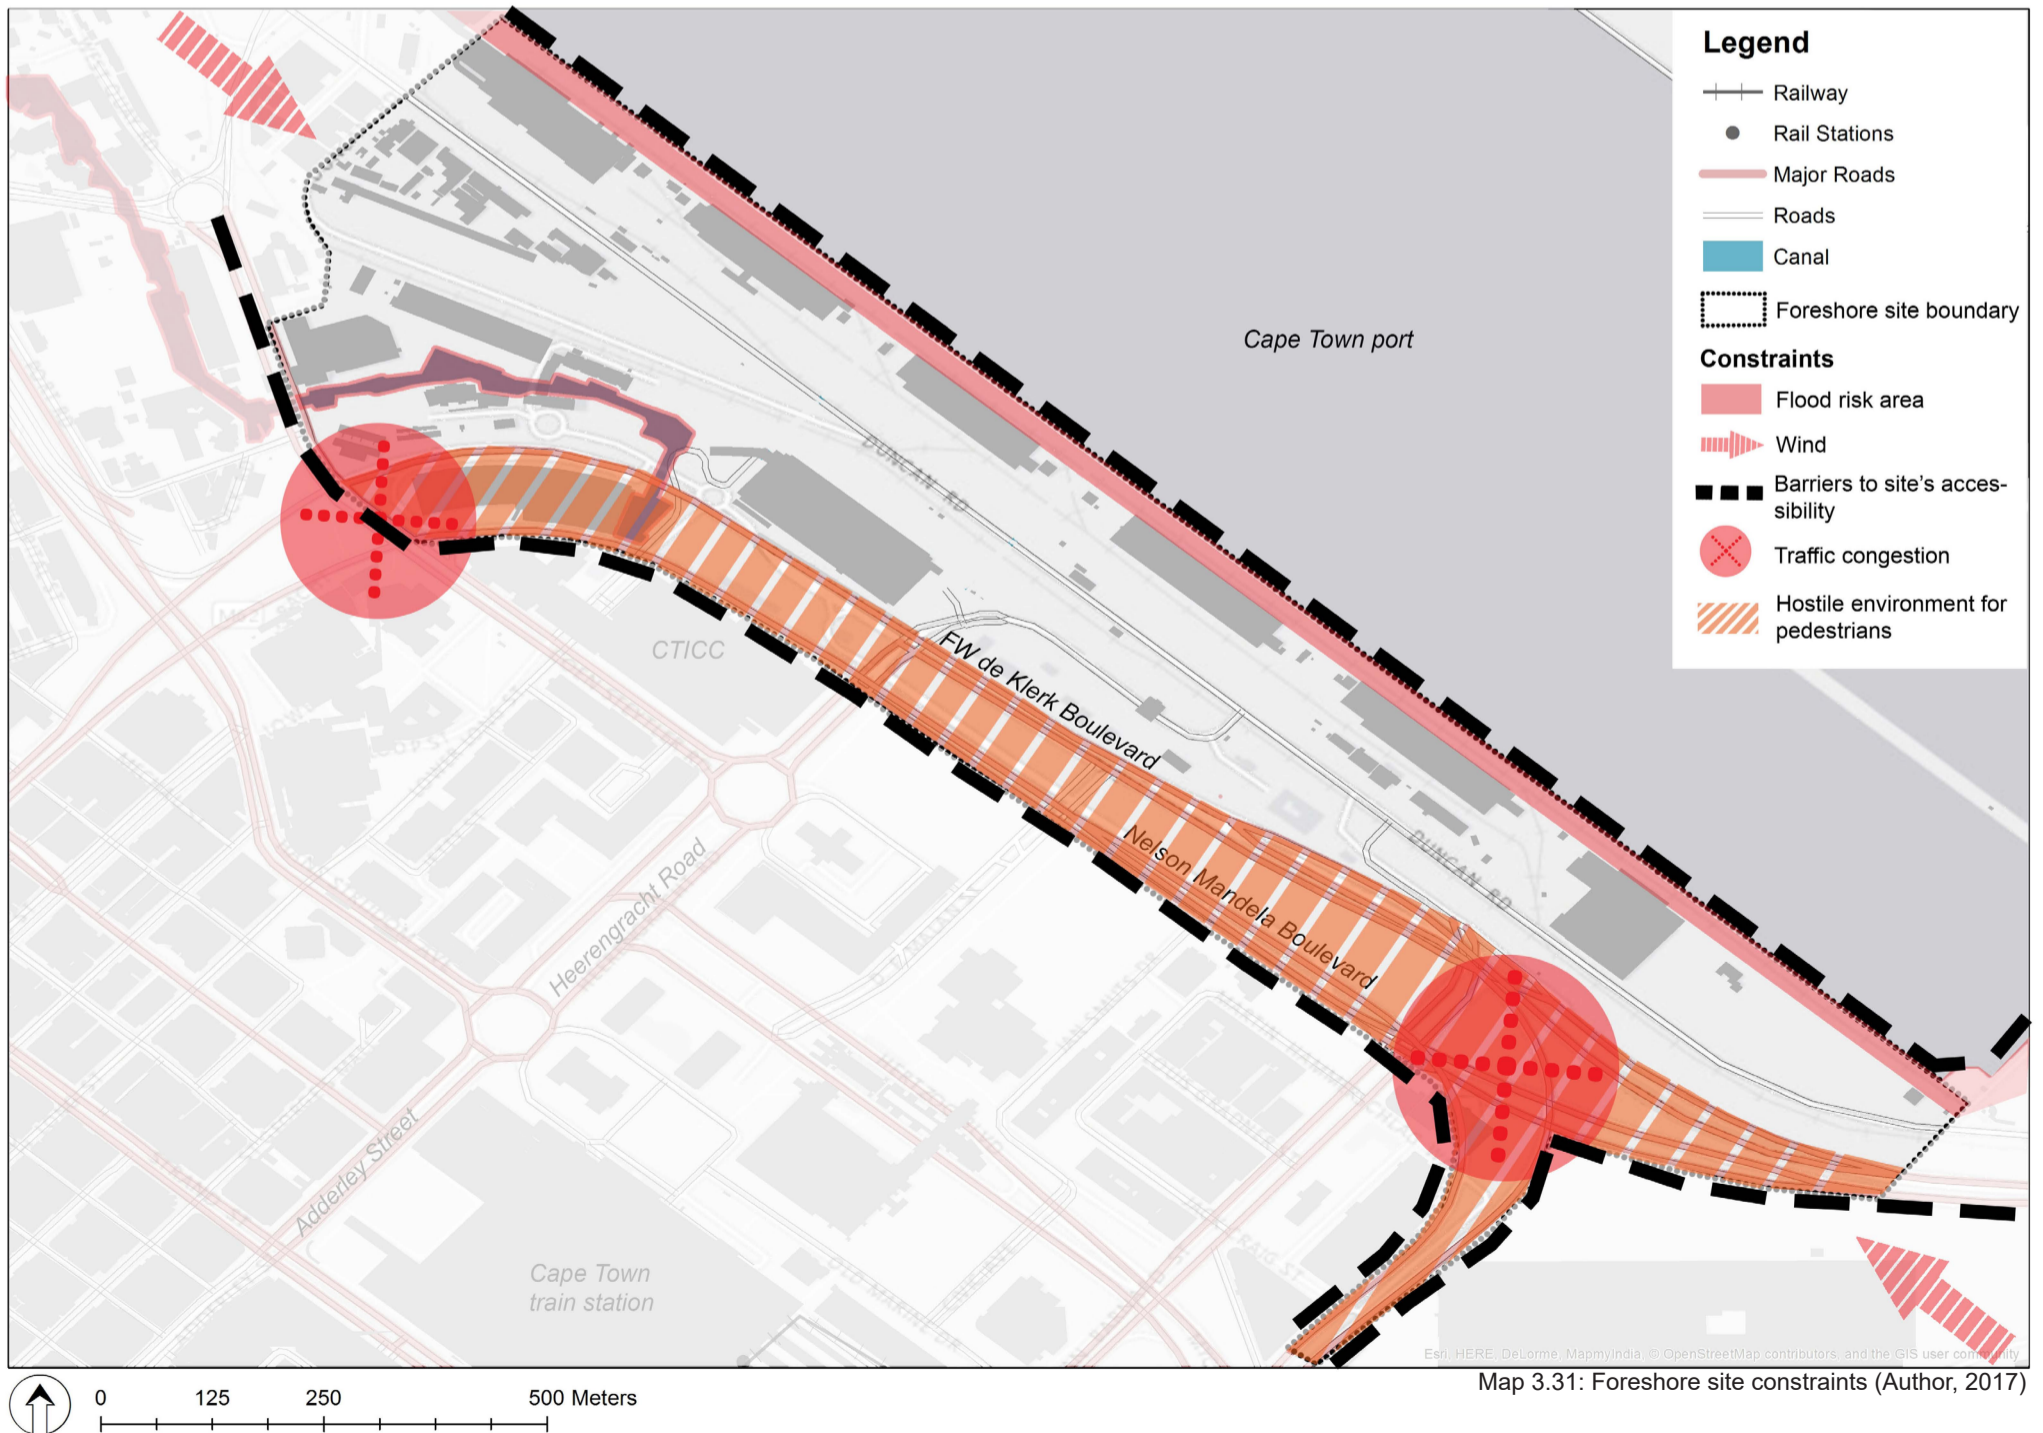 Legend
Railway
Rail Stations
Major Roads
Roads
Canal
Foreshore site boundary
Constraints
Flood risk area
Wind
Barriers to site's acces-
sibility
Traffic congestion
Hostile environment for
pedestrians
Cape Town port
DUNCAN RD
CTICC
FW de Klerk Boulevard
Nelson Mandela Boulevard
DUNCAN RD
Heerengracht Road
Adderley Street
Cape Town
train station
STRAND ST
Esri, HERE, DeLorme, MapmyIndia, © OpenStreetMap contributors, and the GIS user community
Map 3.31: Foreshore site constraints (Author, 2017)
0 125 250 500 Meters